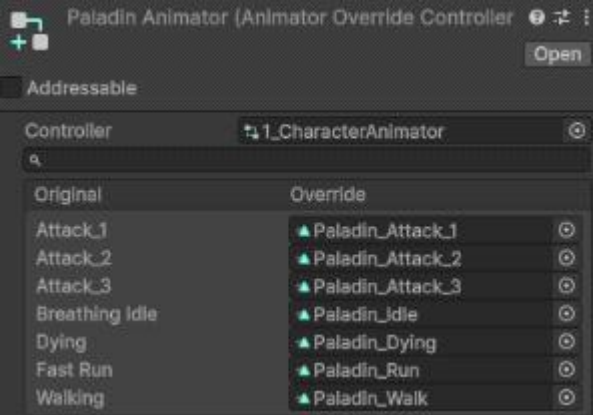 Paladin Animator (Animator Override Controller
Open
Addressable
Controller 1_CharacterAnimator
Original Override
Attack_1 Paladin_Attack_1
Attack_2 Paladin_Attack_2
Attack_3 Paladin_Attack_3
Breathing Idle Paladin_Idle
Dying Paladin_Dying
Fast Run Paladin_Run
Walking Paladin_Walk